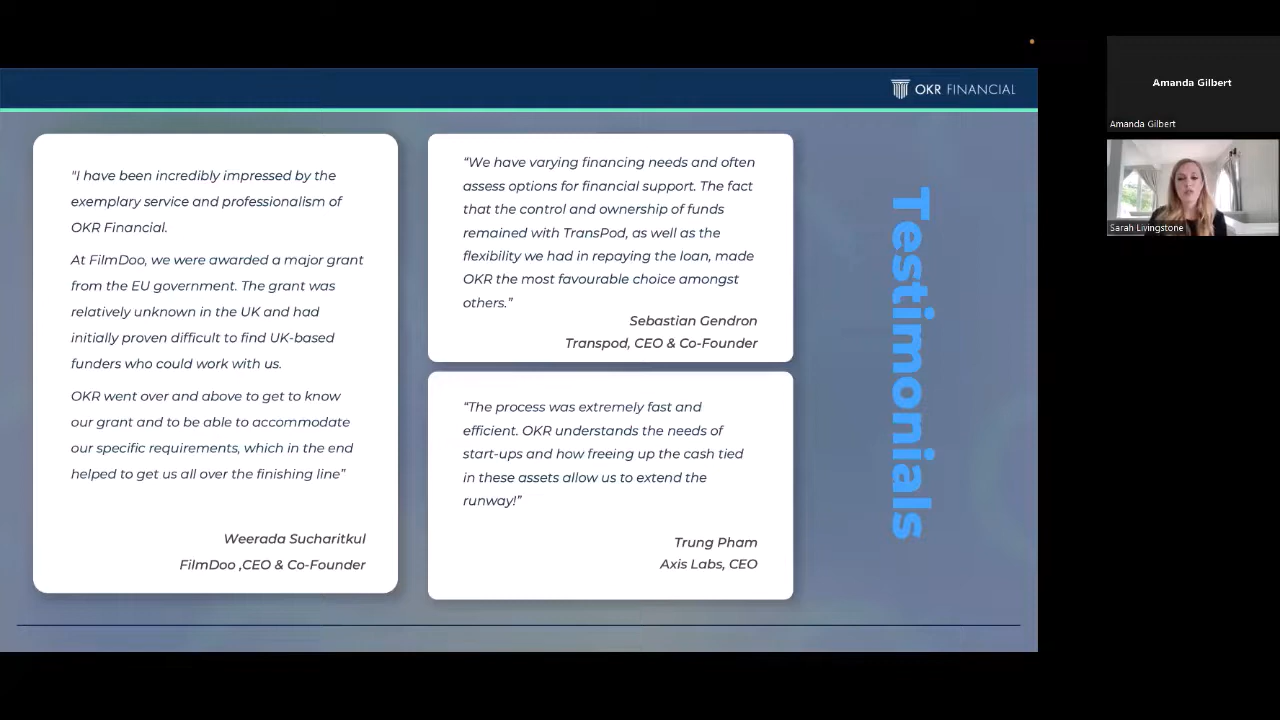 OKR FINANCIAL
"I have been incredibly impressed by the
exemplary service and professionalism of
OKR Financial.
At FilmDoo, we were awarded a major grant
from the EU government. The grant was
relatively unknown in the UK and had
initially proven difficult to find UK-based
funders who could work with us.
OKR went over and above to get to know
our grant and to be able to accommodate
our specific requirements, which in the end
helped to get us all over the finishing line”
Weerada Sucharitkul
FilmDoo ,CEO & Co-Founder
“We have varying financing needs and often
assess options for financial support. The fact
that the control and ownership of funds
remained with TransPod, as well as the
flexibility we had in repaying the loan, made
OKR the most favourable choice amongst
others.”
Sebastian Gendron
Transpod, CEO & Co-Founder
“The process was extremely fast and
efficient. OKR understands the needs of
start-ups and how freeing up the cash tied
in these assets allow us to extend the
runway!”
Trung Pham
Axis Labs, CEO
Testimonials
Amanda Gilbert
Amanda Gilbert
Sarah Livingstone